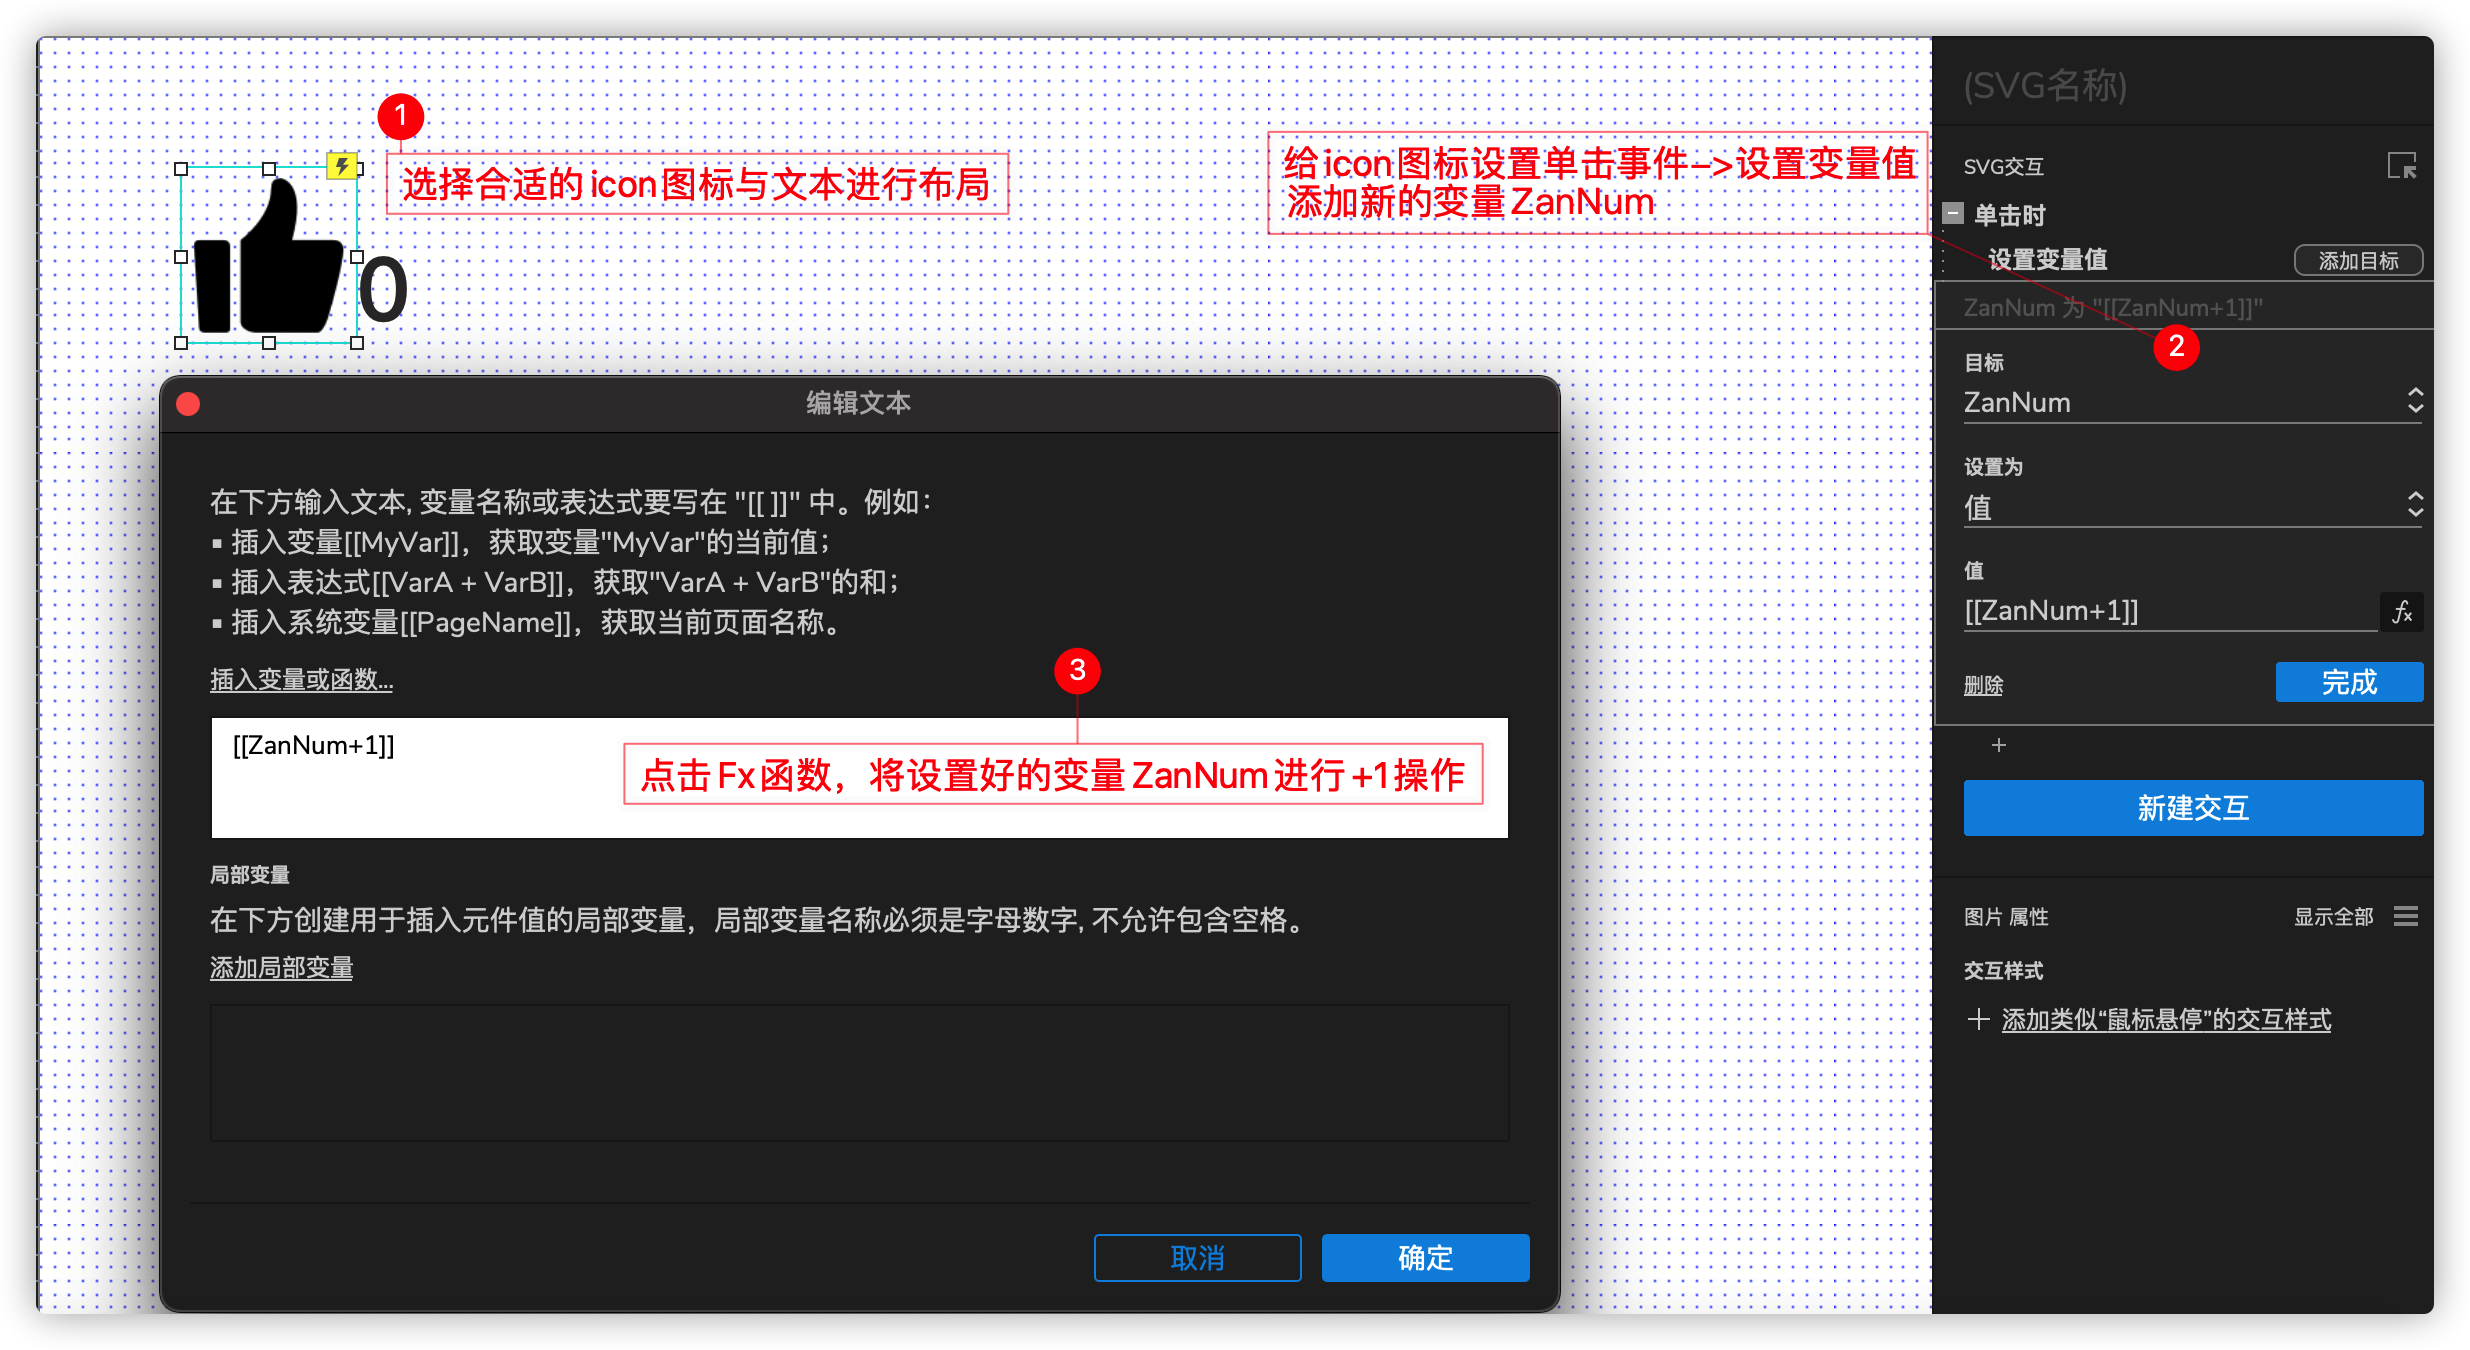 1
选择合适的icon图标与文本进行布局
0
给icon图标设置单击事件—>设置变量值
添加新的变量ZanNum
编辑文本
在下方输入文本, 变量名称或表达式要写在 "[[ ]]" 中。例如：
▪ 插入变量[[MyVar]]，获取变量"MyVar"的当前值；
▪ 插入表达式[[VarA + VarB]]，获取"VarA + VarB"的和；
▪ 插入系统变量[[PageName]]，获取当前页面名称。
插入变量或函数...
3
[[ZanNum+1]]
点击Fx函数，将设置好的变量ZanNum进行+1操作
局部变量
在下方创建用于插入元件值的局部变量，局部变量名称必须是字母数字, 不允许包含空格。
添加局部变量
取消
确定
(SVG名称)
SVG交互
单击时
设置变量值
添加目标
ZanNum 为 "[[ZanNum+1]]"
2
目标
ZanNum
设置为
值
值
[[ZanNum+1]]
fx
删除
完成
+
新建交互
图片 属性
显示全部
交互样式
+ 添加类似“鼠标悬停”的交互样式